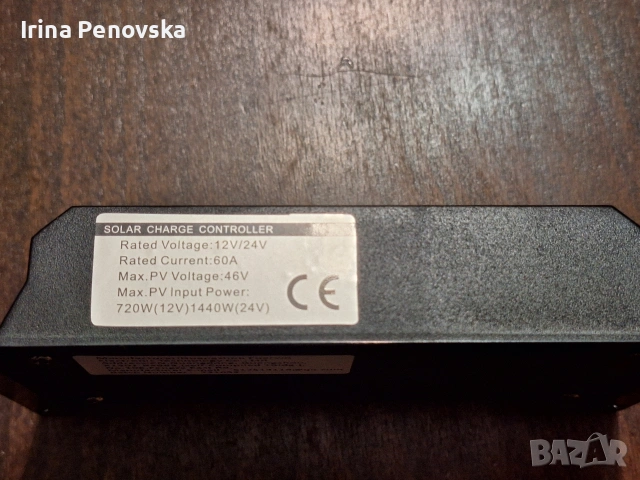 Irina Penovska
SOLAR CHARGE CONTROLLER
Rated Voltage:12V/24V
Rated Current:60A
Max.PV Voltage:46V
Max.PV Input Power:
720W(12V)1440W(24V)
CE
BAZAR